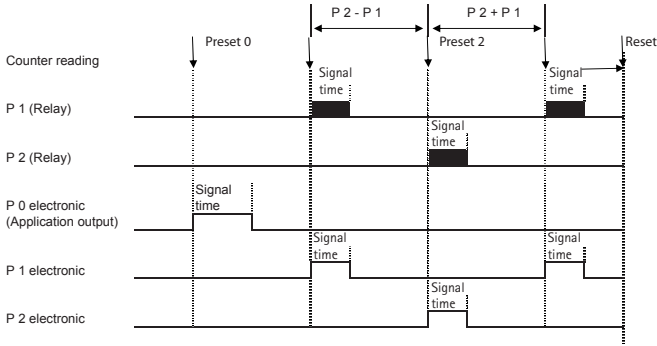 P 2 - P 1
P 2 + P 1
Preset 0
Preset 2
Reset
Counter reading
Signal
time
Signal
time
P 1 (Relay)
Signal
time
P 2 (Relay)
Signal
time
P 0 electronic
(Application output)
Signal
time
Signal
time
P 1 electronic
Signal
time
P 2 electronic